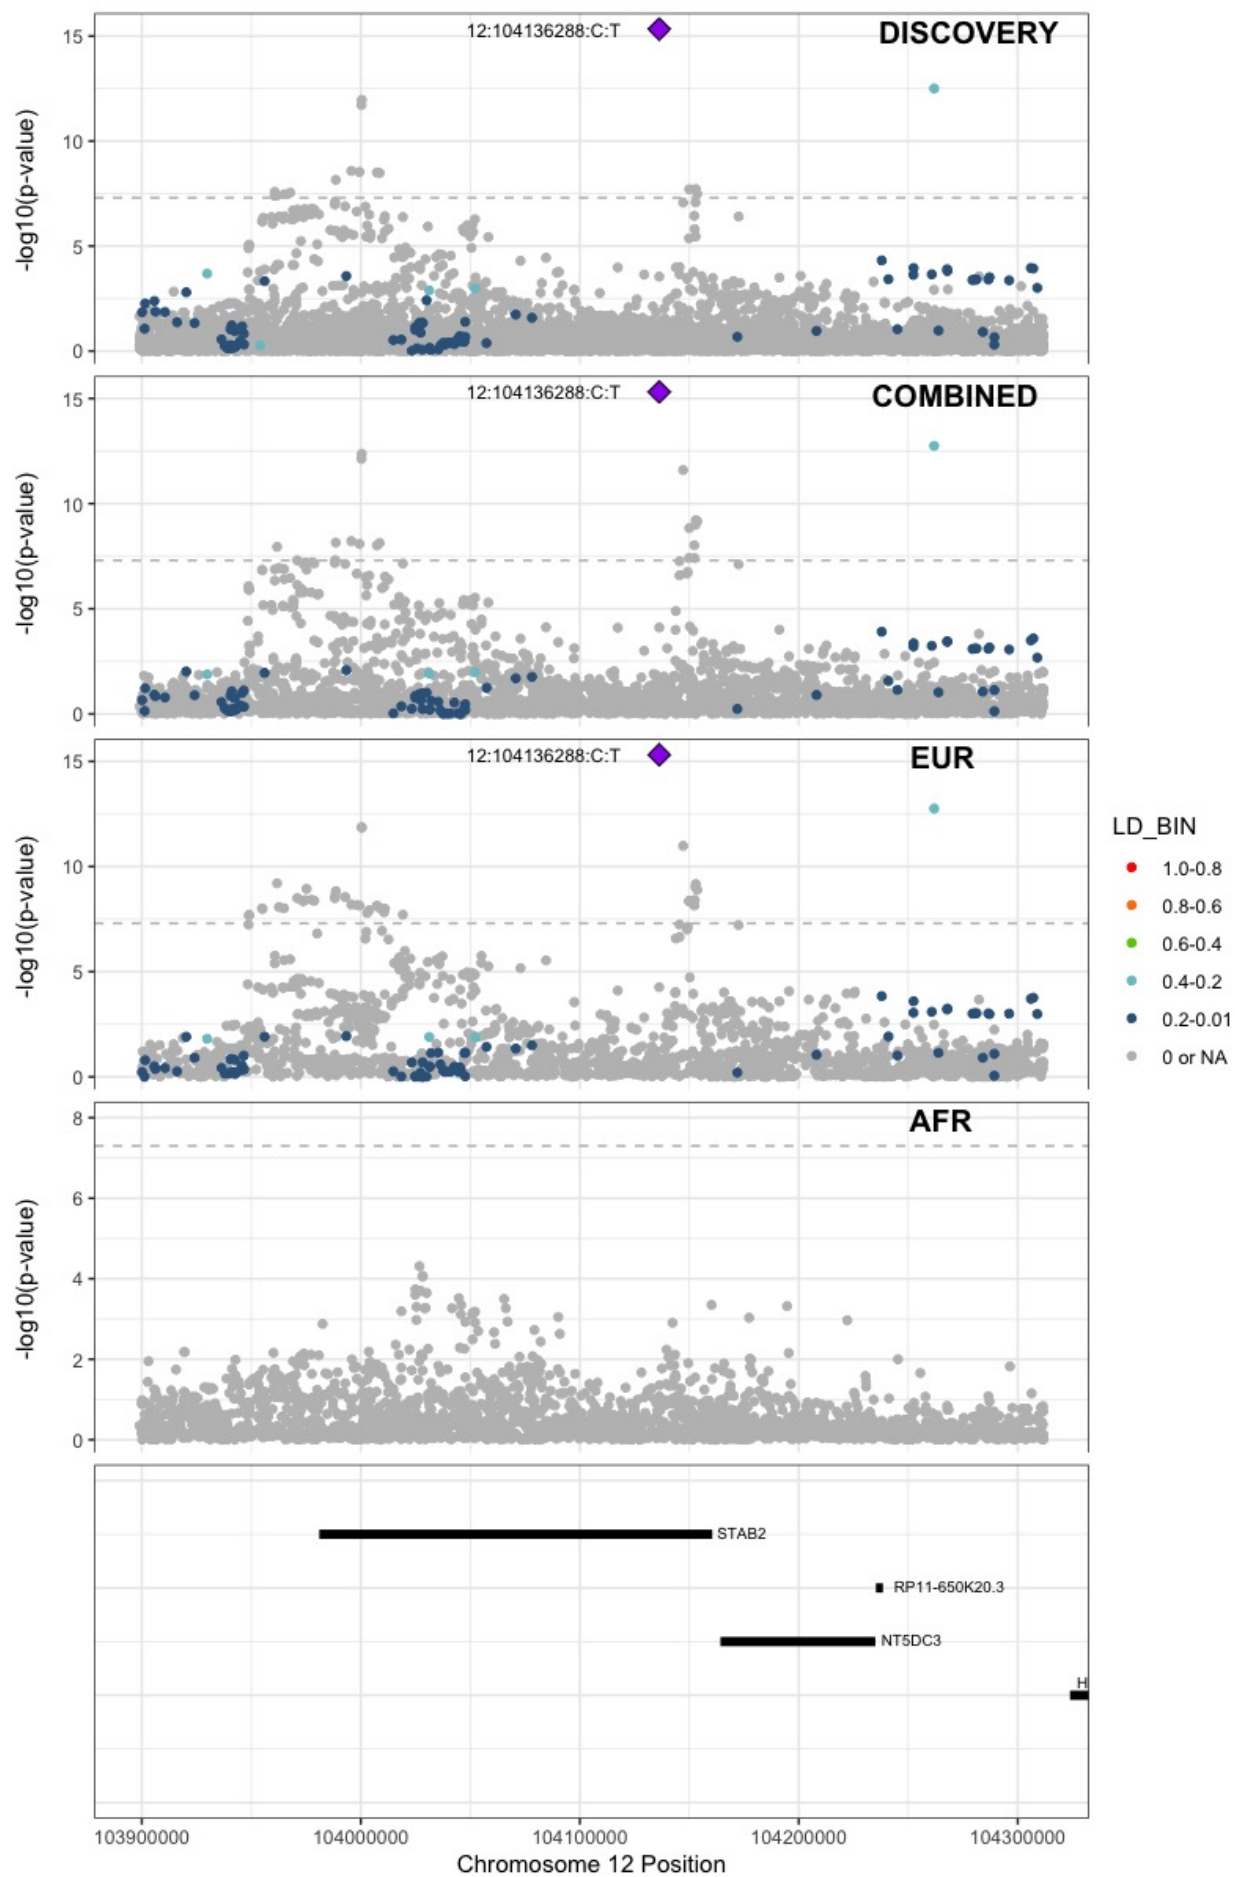 12:104136288:C:T
DISCOVERY
15
10
5
0
-log10(p-value)
12:104136288:C:T
COMBINED
15
10
5
0
-log10(p-value)
12:104136288:C:T
EUR
15
10
5
0
-log10(p-value)
LD_BIN
1.0-0.8
0.8-0.6
0.6-0.4
0.4-0.2
0.2-0.01
0 or NA
AFR
8
6
4
2
0
-log10(p-value)
STAB2
RP11-650K20.3
NT5DC3
H
103900000
104000000
104100000
104200000
104300000
Chromosome 12 Position